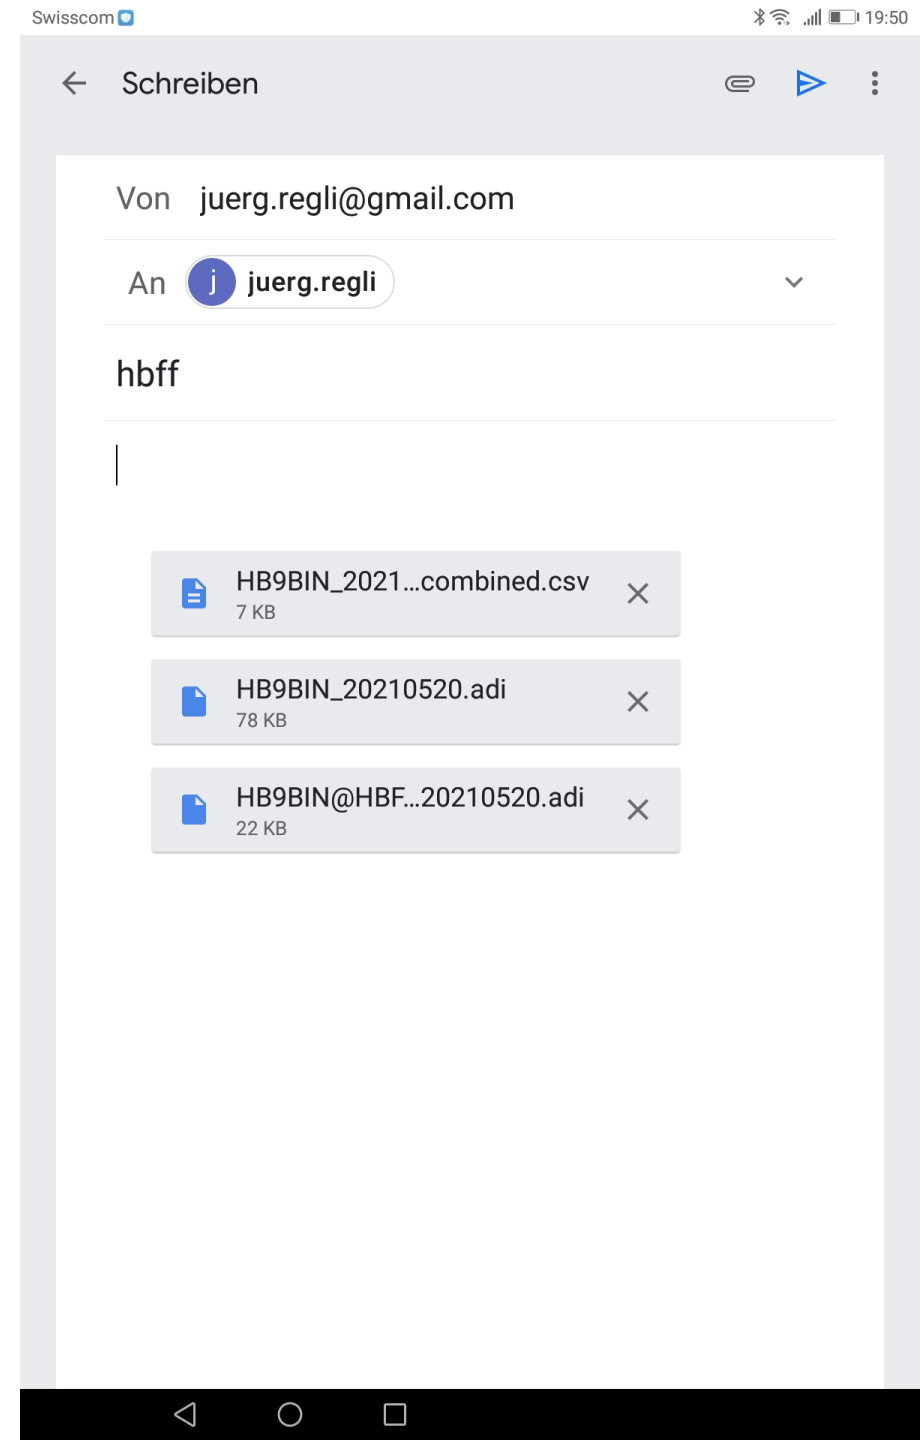 Swisscom 19:50
Schreiben
Von juerg.regli@gmail.com
An j juerg.regli
hbff
HB9BIN_2021...combined.csv
7 KB
HB9BIN_20210520.adi
78 KB
HB9BIN@HBF...20210520.adi
22 KB